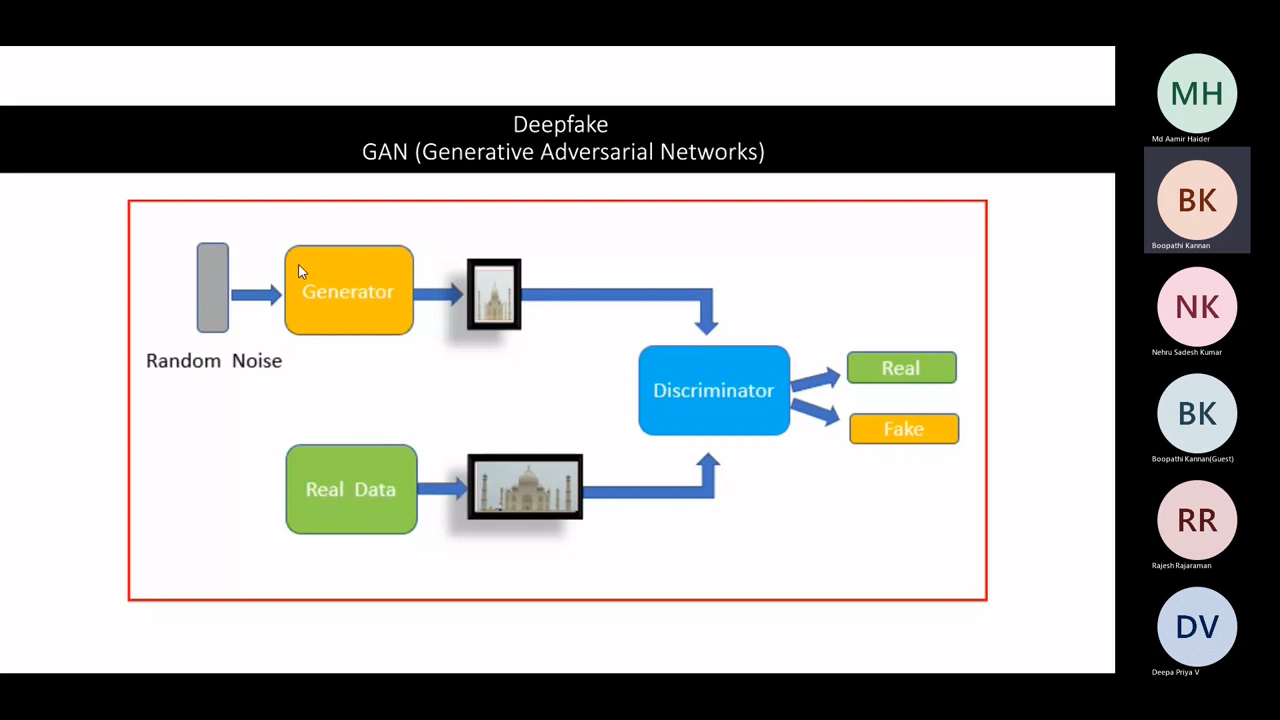 Deepfake
GAN (Generative Adversarial Networks)
Generator
Random Noise
Discriminator
Real
Fake
Real Data
MH
Md Aamir Haider
BK
Boopathi Kannan
NK
Nehru Sadesh Kumar
BK
Boopathi Kannan(Guest)
RR
Rajesh Rajaraman
DV
Deepa Priya V